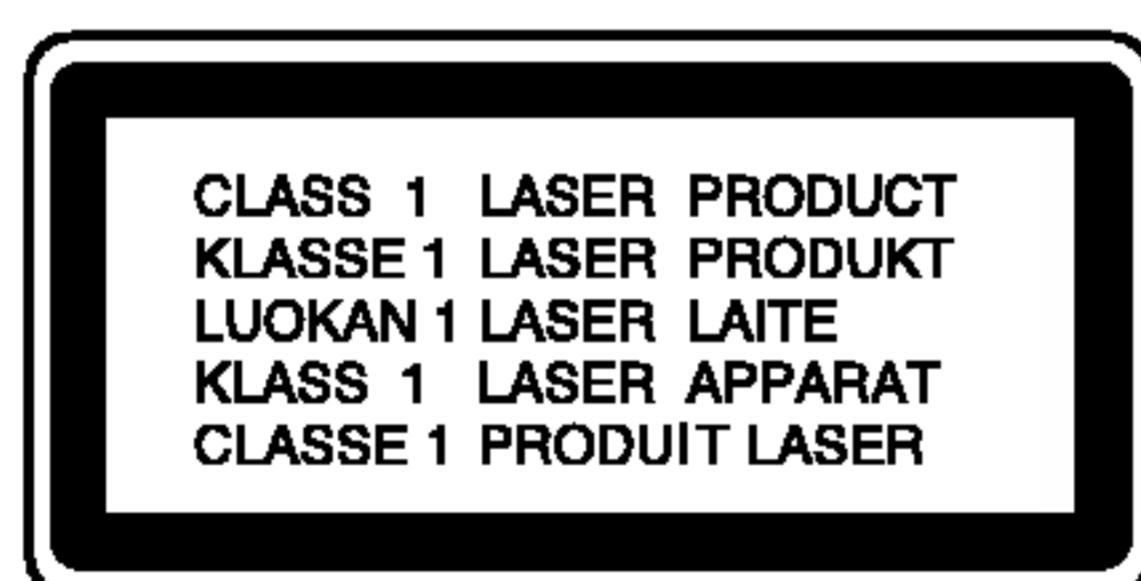 CLASS 1 LASER PRODUCT
KLASSE 1 LASER PRODUKT
LUOKAN 1 LASER LAITE
KLASS 1 LASER APPARAT
CLASSE 1 PRODUIT LASER